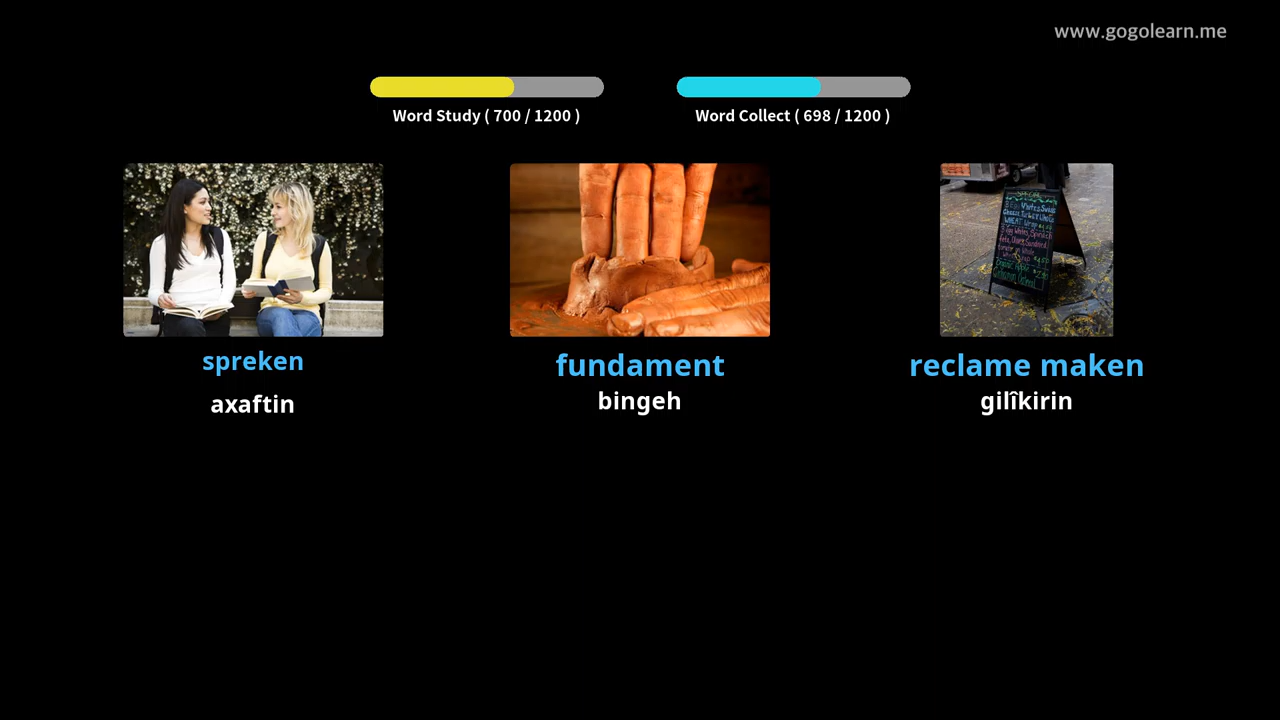 www.gogolearn.me
Word Study ( 700 / 1200 )
Word Collect ( 698 / 1200 )
spreken
fundament
reclame maken
axaftin
bingeh
gilîkirin